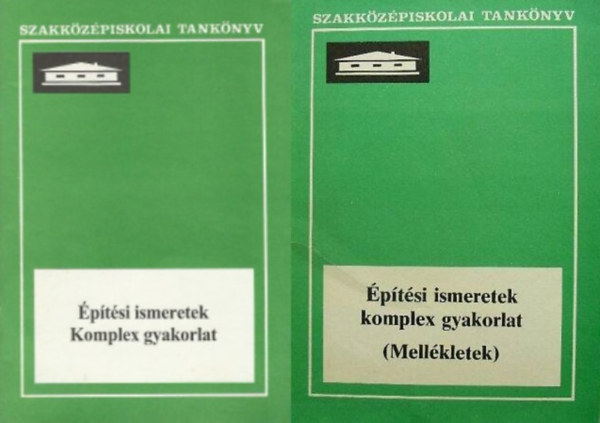 SZAKKÖZÉPISKOLAI TANKÖNYV
Építési ismeretek
Komplex gyakorlat
SZAKKÖZÉPISKOLAI TANKÖNYV
Építési ismeretek
komplex gyakorlat
(Mellékletek)